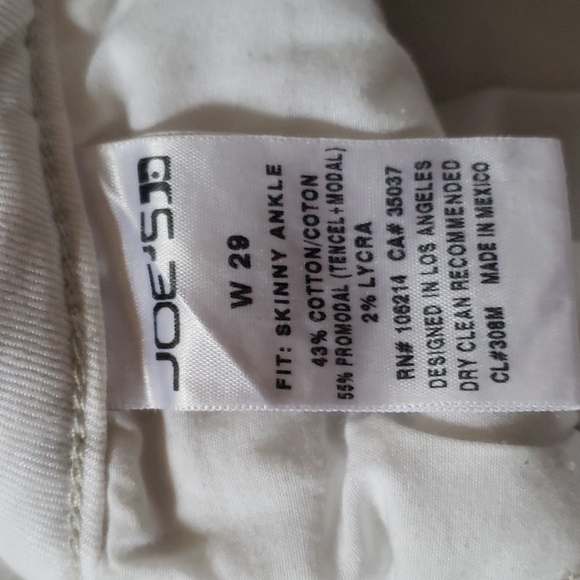 JOE'S
W 29
FIT: SKINNY ANKLE
43% COTTON/COTON
55% PROMODAL (TENCEL+MODAL)
2% LYCRA
RN# 106214 CA# 35037
DESIGNED IN LOS ANGELES
DRY CLEAN RECOMMENDED
CL#308M MADE IN MEXICO